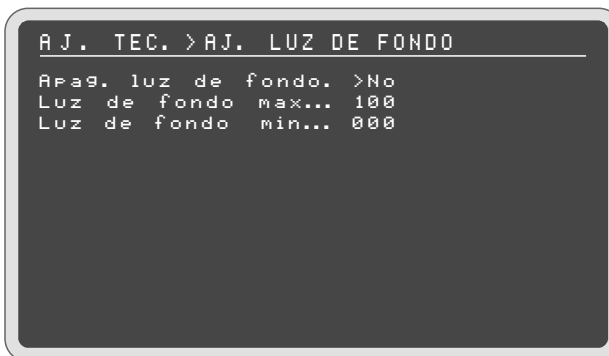 AJ. TEC. >AJ. LUZ DE FONDO
Apag. luz de fondo. >No
Luz de fondo max... 100
Luz de fondo min... 000